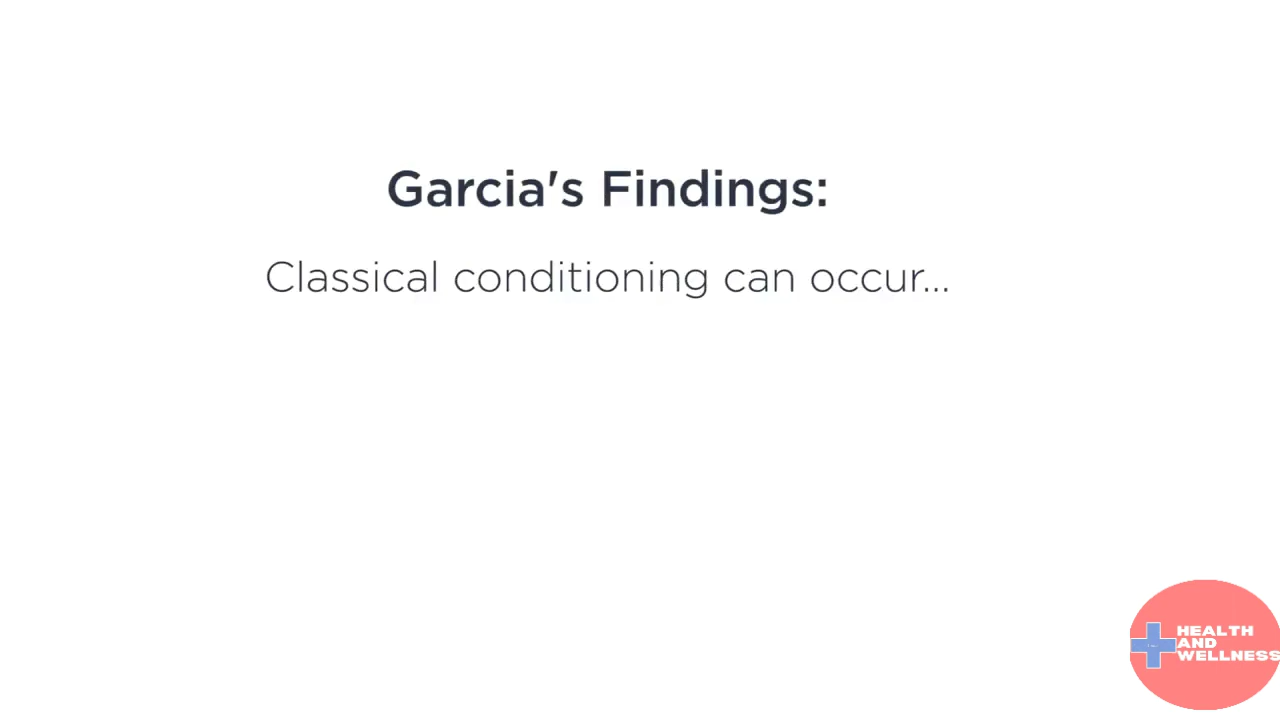 Garcia's Findings:
Classical conditioning can occur...
HEALTH
AND
WELLNESS